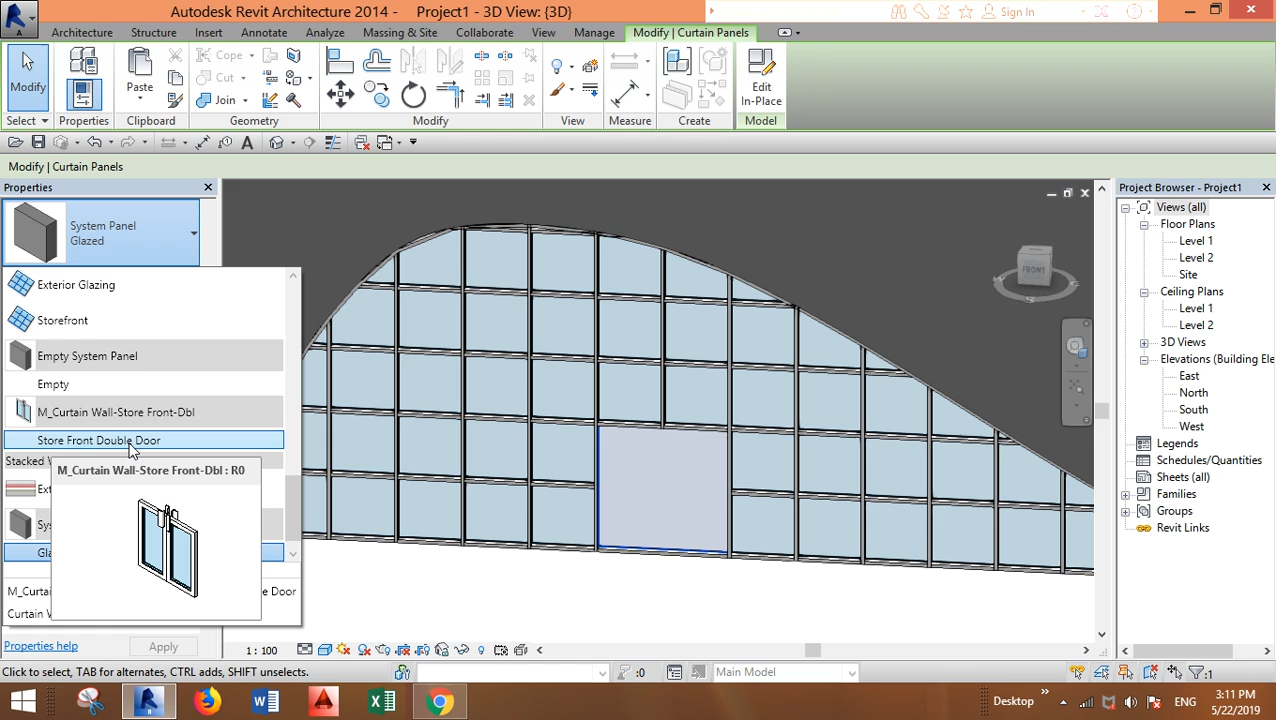 Autodesk Revit Architecture 2014 - Project1 - 3D View: {3D}
Sign In
Architecture Structure Insert Annotate Analyze Massing & Site Collaborate View Manage Modify | Curtain Panels
Modify
Paste
Cope
Cut
Join
Edit In-Place
Select Properties Clipboard Geometry Modify View Measure Create Model
Modify | Curtain Panels
Properties
System Panel
Glazed
Exterior Glazing
Storefront
Empty System Panel
Empty
M_Curtain Wall-Store Front-Dbl
Store Front Double Door
Stacked
M_Curtain Wall-Store Front-Dbl : R0
Door
Properties help
Apply
FRONT
1 : 100
Project Browser - Project1
Views (all)
Floor Plans
Level 1
Level 2
Site
Ceiling Plans
Level 1
Level 2
3D Views
Elevations (Building Ele
East
North
South
West
Legends
Schedules/Quantities
Sheets (all)
Families
Groups
Revit Links
Click to select, TAB for alternates, CTRL adds, SHIFT unselects.
:0
Main Model
:1
Desktop
ENG
3:11 PM
5/22/2019